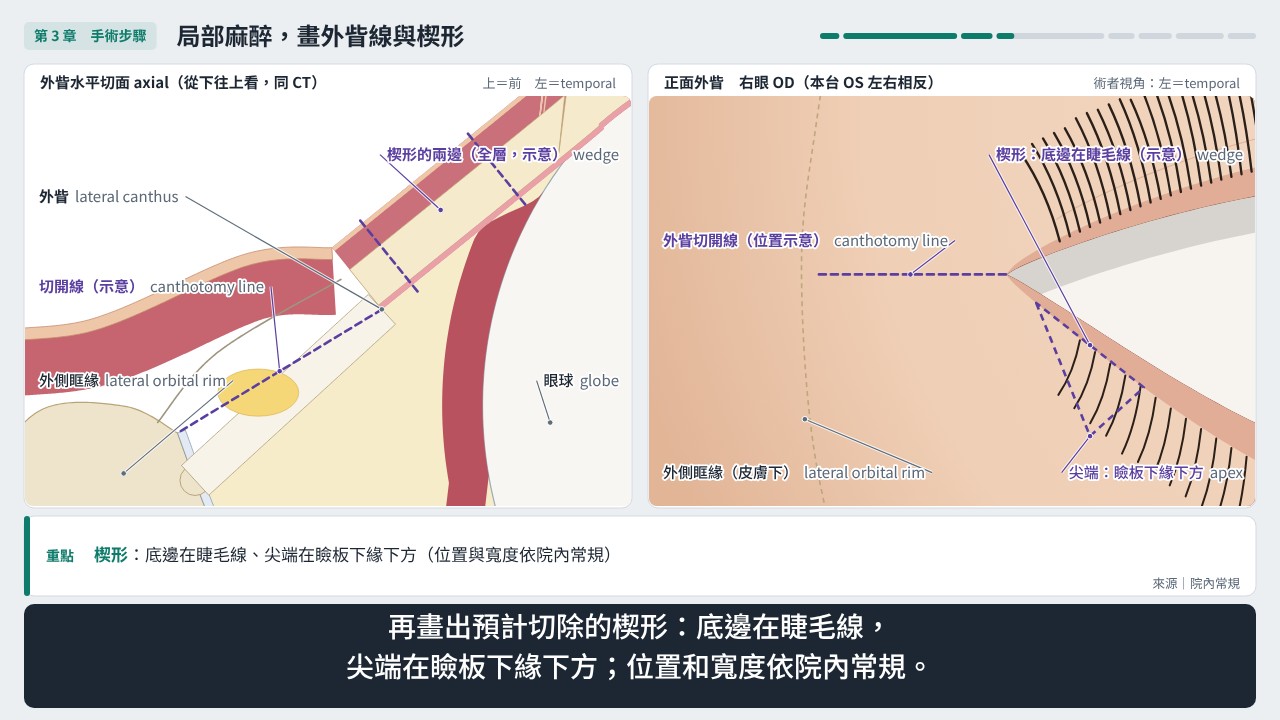 第 3 章　手術步驟
局部麻醉，畫外眥線與楔形
外眥水平切面 axial（從下往上看，同 CT）
上＝前　左＝temporal
楔形的兩邊（全層，示意） wedge
外眥 lateral canthus
切開線（示意） canthotomy line
外側眶緣 lateral orbital rim
眼球 globe
正面外眥　右眼 OD（本台 OS 左右相反）
術者視角：左＝temporal
楔形：底邊在睫毛線（示意） wedge
外眥切開線（位置示意） canthotomy line
外側眶緣（皮膚下） lateral orbital rim
尖端：瞼板下緣下方 apex
重點　楔形：底邊在睫毛線、尖端在瞼板下緣下方（位置與寬度依院內常規）
來源｜院內常規
再畫出預計切除的楔形：底邊在睫毛線，
尖端在瞼板下緣下方；位置和寬度依院內常規。